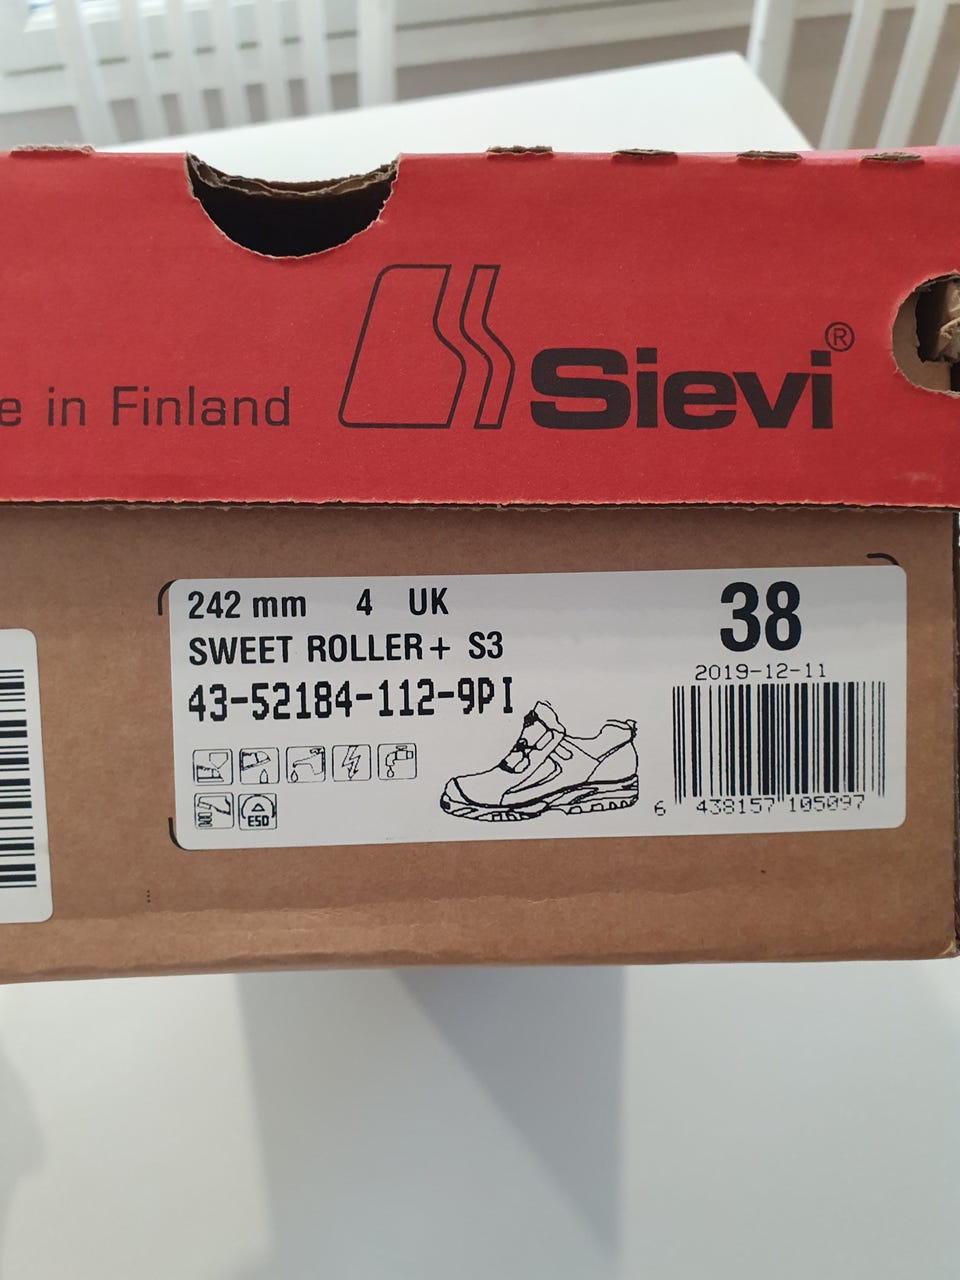 e in Finland
Sievi®
242 mm 4 UK
38
SWEET ROLLER+ S3
2019-12-11
43-52184-112-9PI
ESD
6 438157 105097